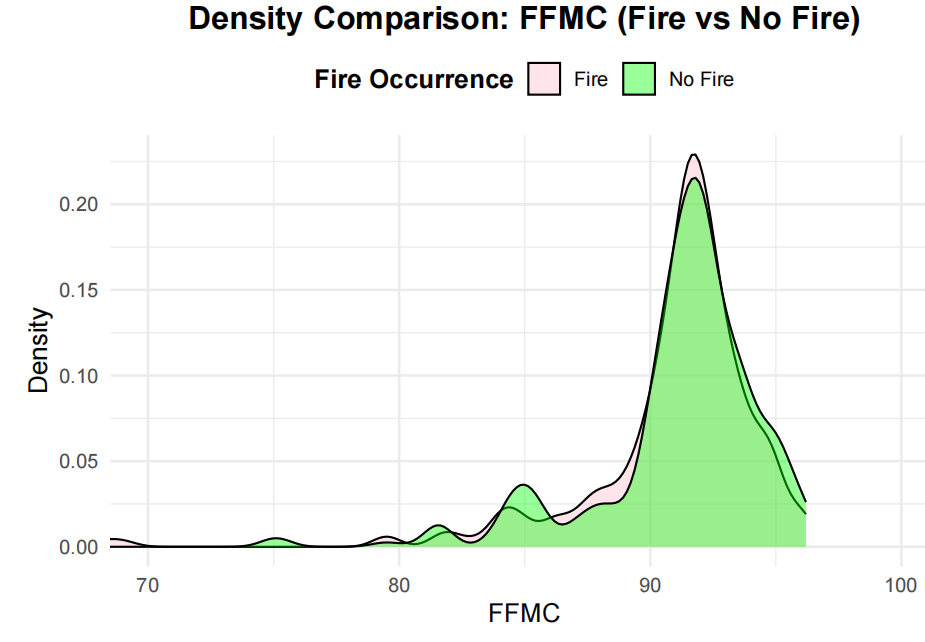 Density Comparison: FFMC (Fire vs No Fire)
Fire Occurrence Fire No Fire
Density
0.20
0.15
0.10
0.05
0.00
70 80 90 100
FFMC